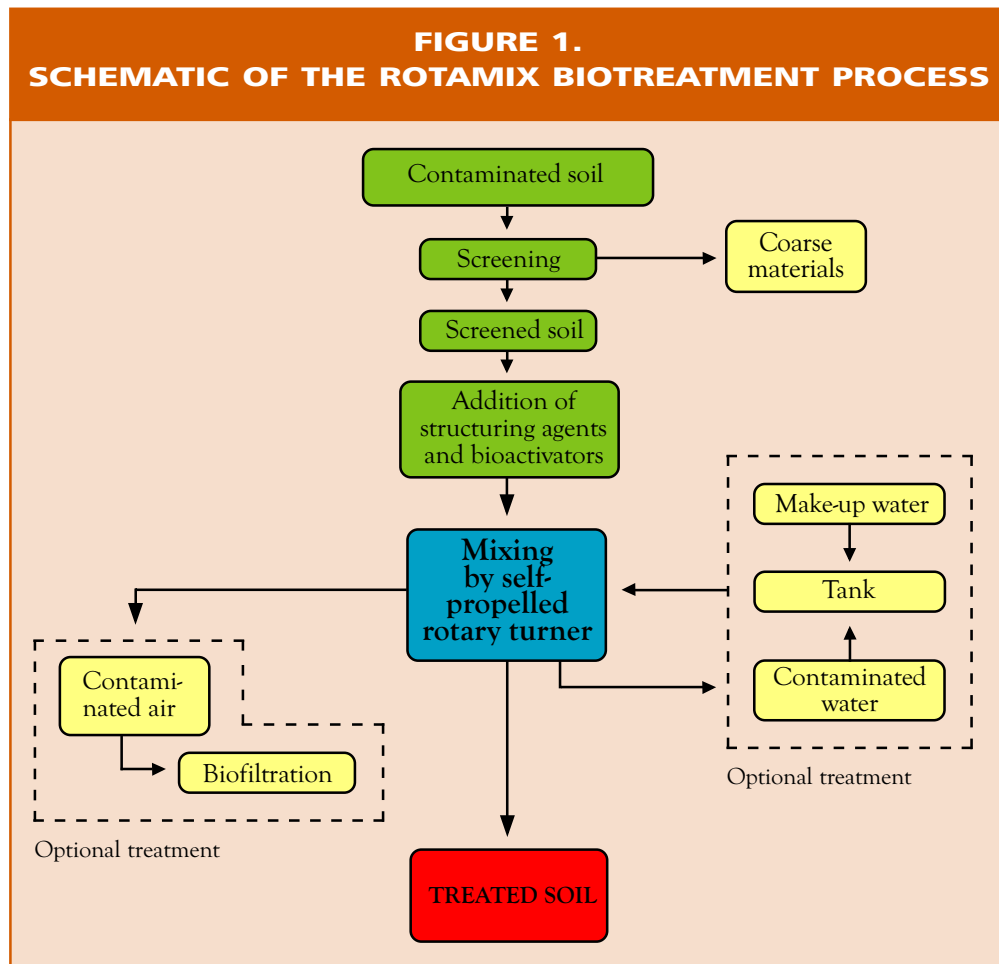 FIGURE 1.
SCHEMATIC OF THE ROTAMIX BIOTREATMENT PROCESS
Contaminated soil
Screening
Coarse
materials
Screened soil
Addition of
structuring agents
and bioactivators
Make-up water
Mixing
by self-
propelled
rotary turner
Tank
Contaminated
water
Optional treatment
Contami-
nated air
Biofiltration
Optional treatment
TREATED SOIL